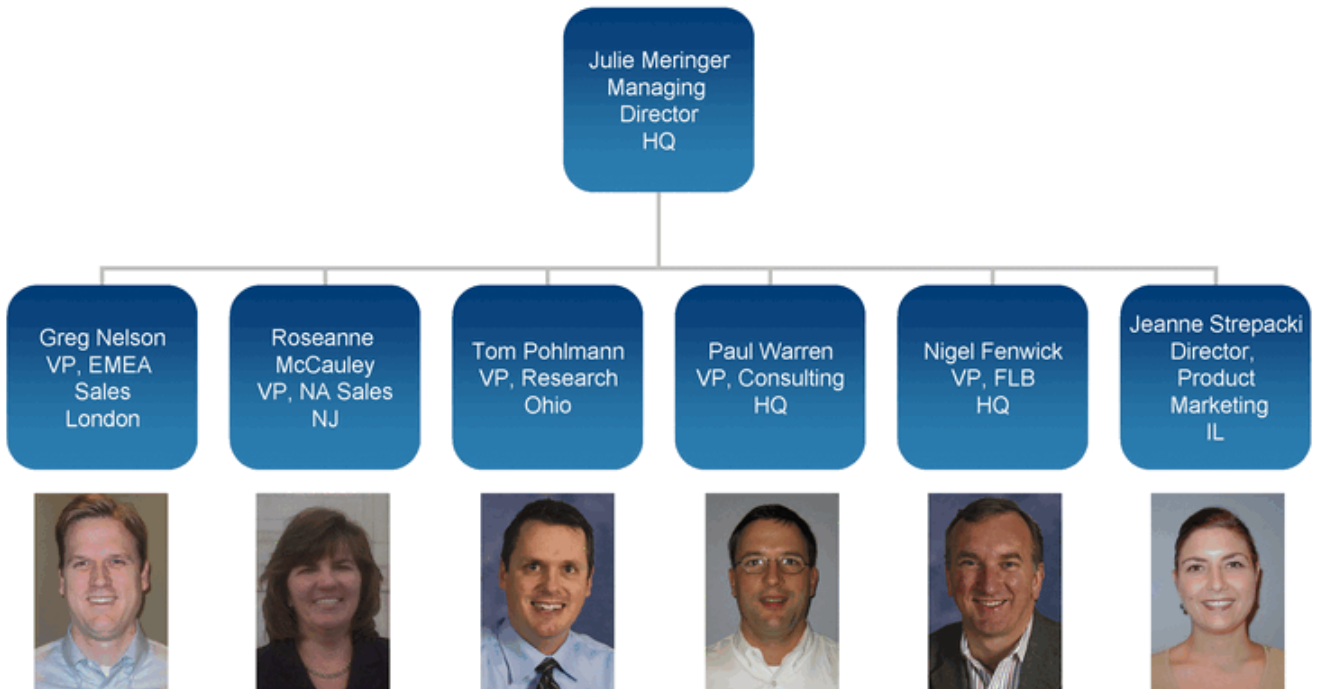 Julie Meringer
Managing
Director
HQ
Greg Nelson
VP, EMEA
Sales
London
Roseanne
McCauley
VP, NA Sales
NJ
Tom Pohlmann
VP, Research
Ohio
Paul Warren
VP, Consulting
HQ
Nigel Fenwick
VP, FLB
HQ
Jeanne Strepacki
Director,
Product
Marketing
IL